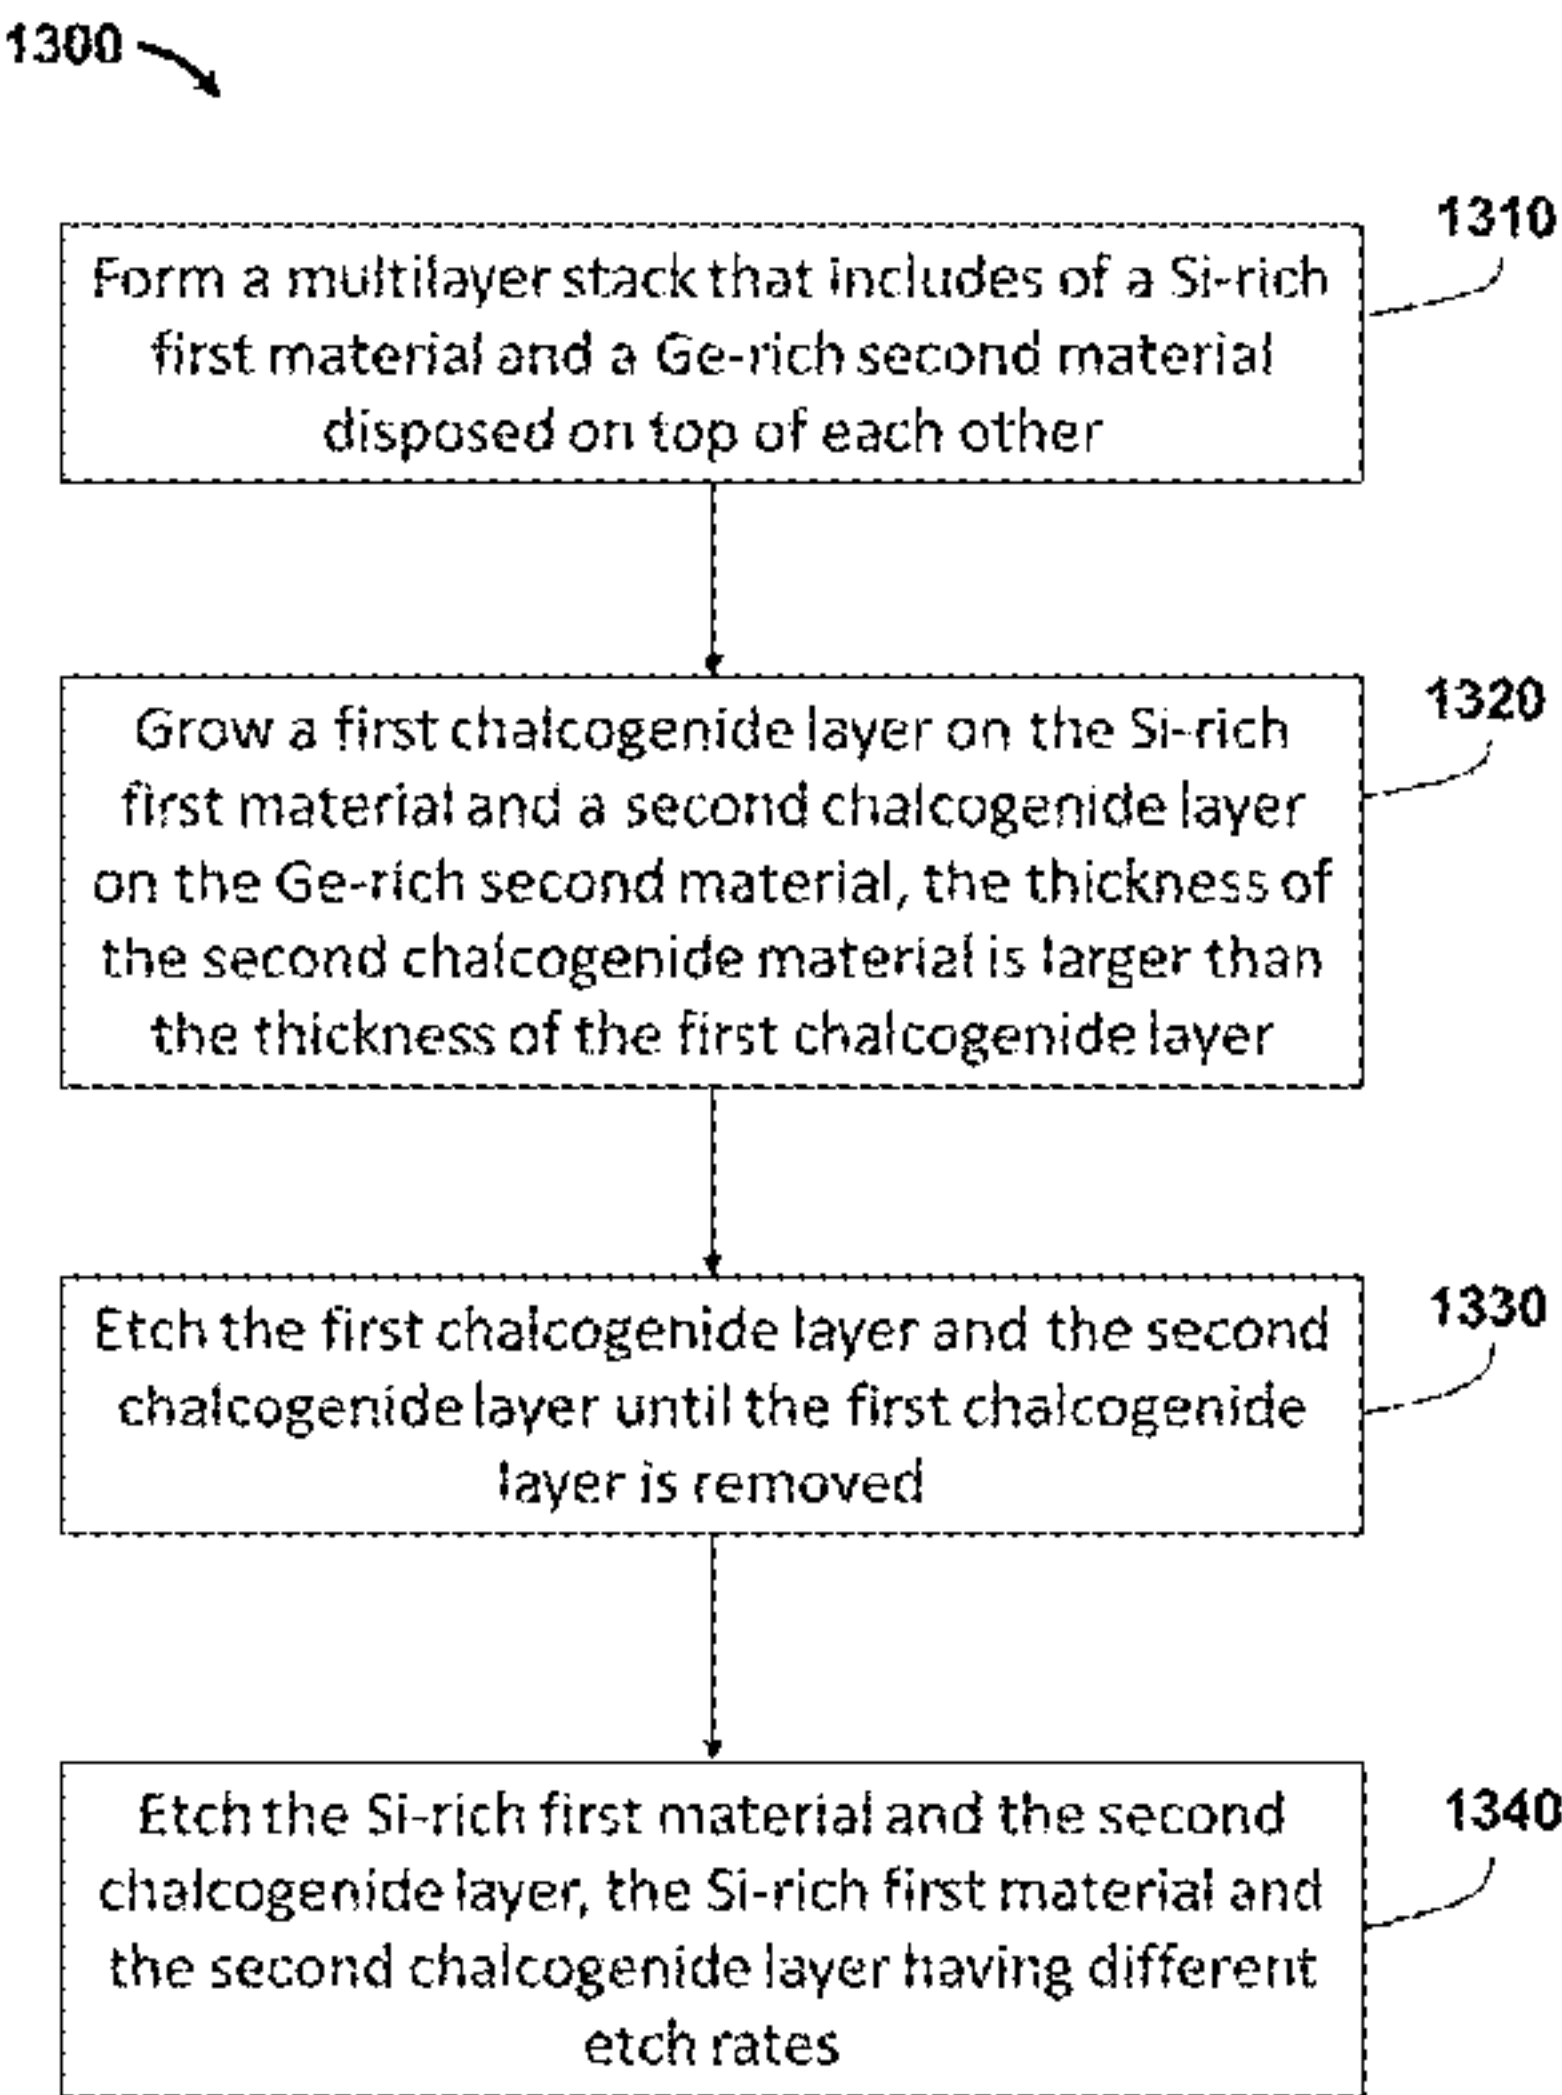 1300
1310
Form a multilayer stack that includes of a Si-rich
first material and a Ge-rich second material
disposed on top of each other
1320
Grow a first chalcogenide layer on the Si-rich
first material and a second chalcogenide layer
on the Ge-rich second material, the thickness of
the second chalcogenide material is larger than
the thickness of the first chalcogenide layer
1330
Etch the first chalcogenide layer and the second
chalcogenide layer until the first chalcogenide
layer is removed
1340
Etch the Si-rich first material and the second
chalcogenide layer, the Si-rich first material and
the second chalcogenide layer having different
etch rates